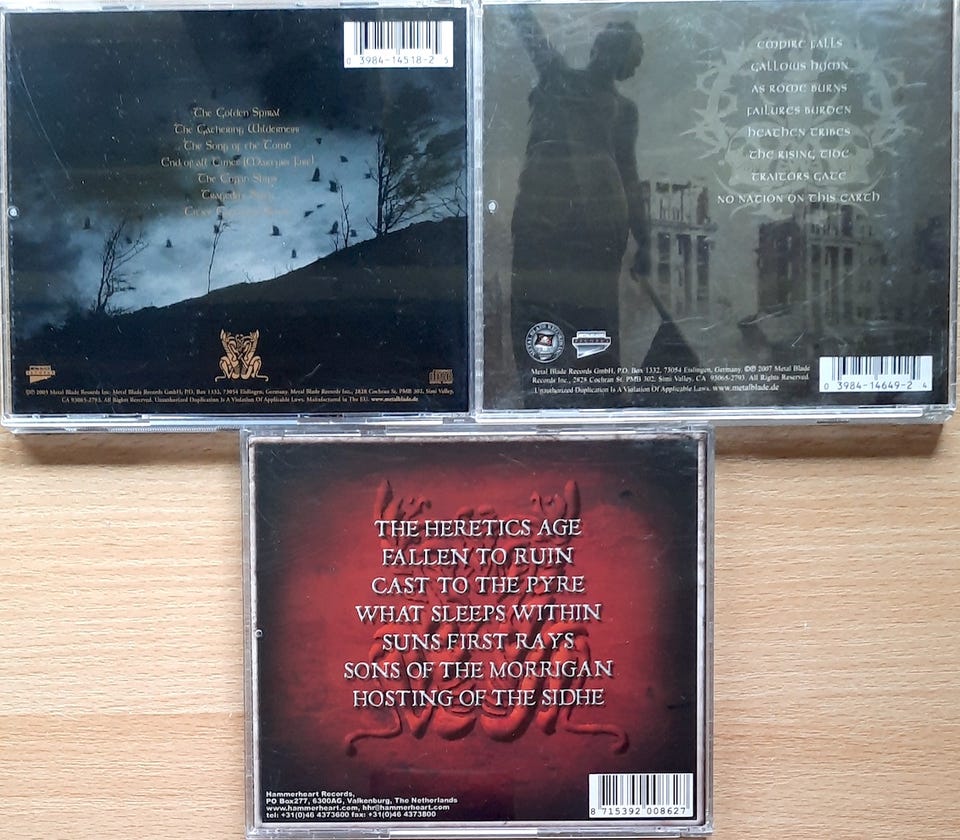 0 3984-14518-2 5
The Golden Spiral
The Gathering Wilderness
The Song of the Tomb
End of all Times (Martyrs Fire)
The Coffin Ships
Tragedy's
©℗ 2005 Metal Blade Records Inc. Metal Blade Records GmbH, P.O. Box 1332, 73054 Eislingen, Germany. Metal Blade Records Inc., 2828 Cochran St. PMB 302, Simi Valley,
CA 93065-2793. All Rights Reserved. Unauthorized Duplication Is A Violation Of Applicable Laws. Manufactured in The EU. www.metalblade.de
EMPIRE FALLS
GALLOWS HYMN
AS ROME BURNS
FAILURES BURDEN
HEATHEN TRIBES
THE RISING TIDE
TRAITORS GATE
NO NATION ON THIS EARTH
Metal Blade Records GmbH, P.O. Box 1332, 73054 Eislingen, Germany. ©℗ 2007 Metal Blade
Records Inc., 2828 Cochran St. PMB 302, Simi Valley, CA 93065-2793. All Rights Reserved.
Unauthorized Duplication Is A Violation Of Applicable Laws. www.metalblade.de
0 3984-14649-2 4
THE HERETICS AGE
FALLEN TO RUIN
CAST TO THE PYRE
WHAT SLEEPS WITHIN
SUNS FIRST RAYS
SONS OF THE MORRIGAN
HOSTING OF THE SIDHE
Hammerheart Records,
PO Box277, 6300AG, Valkenburg, The Netherlands
www.hammerheart.com, hhr@hammerheart.com
tel: +31(0)46 4373600 fax: +31(0)46 4373800
8 715392 008627